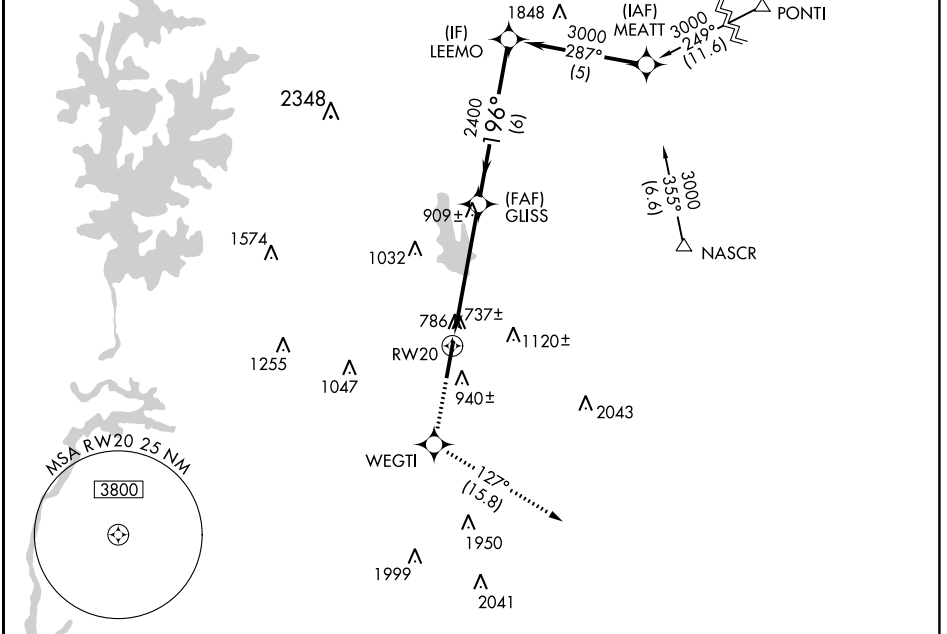 1848
(IAF)
MEATT
PONTI
(IF)
LEEMO
3000
287°
(5)
3000
249°
(11.6)
2348
2400
196°
(6)
3000
355°
(6.6)
909±
(FAF)
GLISS
1574
1032
NASCR
786
737±
1120±
RW20
1255
1047
940±
2043
WEGTI
127°
(15.8)
MSA RW20 25 NM
3800
1950
1999
2041